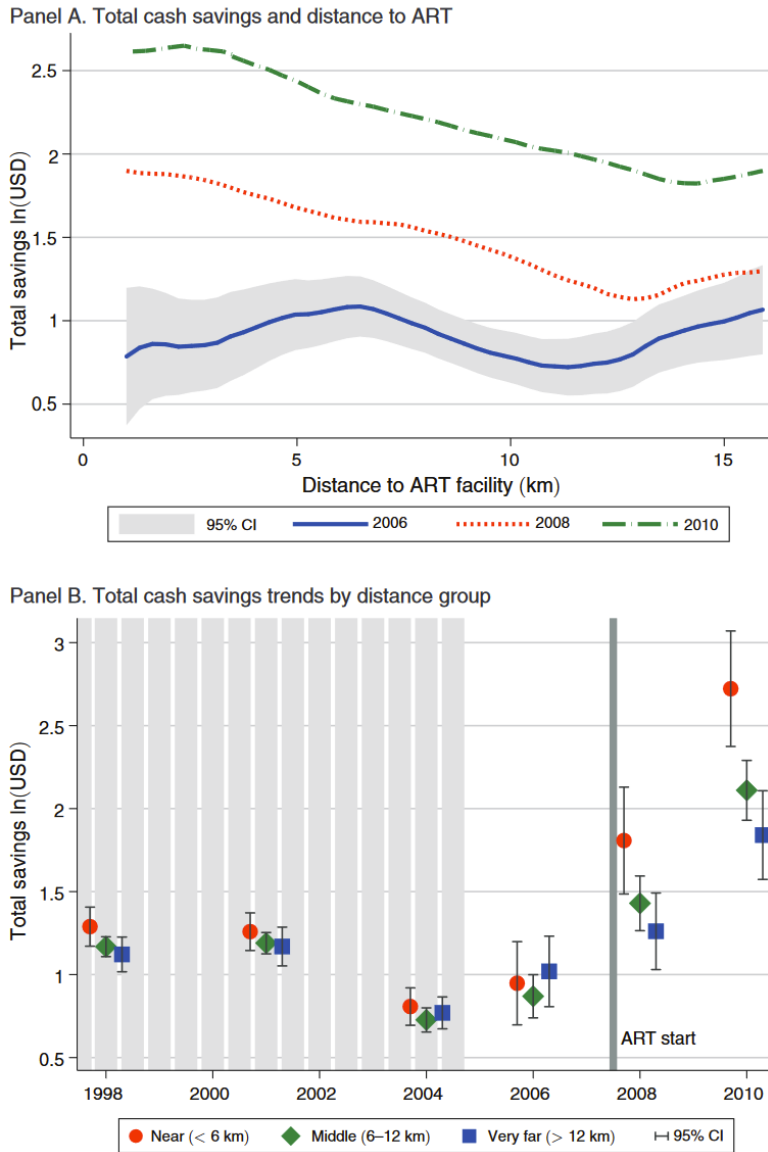 Panel A. Total cash savings and distance to ART
Total savings ln(USD)
2.5
2
1.5
1
0.5
0 5 10 15
Distance to ART facility (km)
95% CI 2006 2008 2010
Panel B. Total cash savings trends by distance group
Total savings ln(USD)
3
2.5
2
1.5
1
0.5
ART start
1998 2000 2002 2004 2006 2008 2010
Near (< 6 km) Middle (6–12 km) Very far (> 12 km) 95% CI